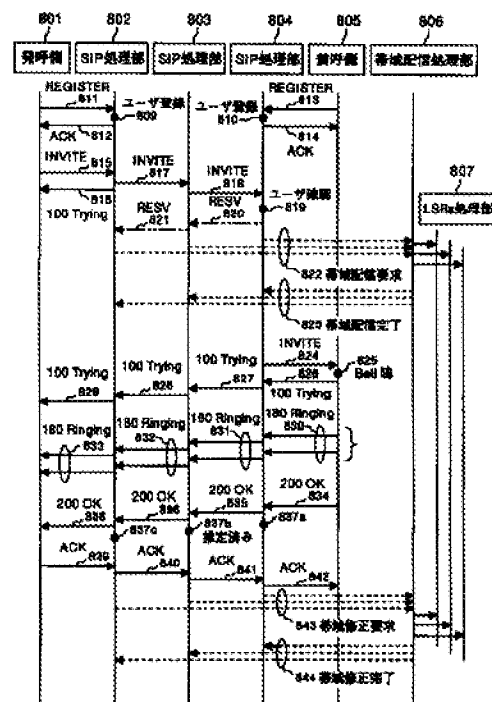 801 802 803 804 805 806
発呼側 SIP処理部 SIP処理部 SIP処理部 着呼側 帯域配信処理部
REGISTER
811
ユーザ登録
809
ACK 812
ユーザ登録
810
REGISTER
813
814
ACK
INVITE 815
INVITE
817
INVITE
818
816
100 Trying
819
RESV
820
RESV
821
807
LSRs処理部
822 帯域配信要求
823 帯域配信完了
INVITE
824
825
Bell
826
100 Trying
100 Trying
827
100 Trying
828
100 Trying
829
180 Ringing
830
180 Ringing
831
180 Ringing
832
180 Ringing
833
200 OK
834
200 OK
835
200 OK
836
200 OK
838
837a
837b
837c
ACK
839
ACK
840
ACK
841
ACK
842
843 帯域修正要求
844 帯域修正完了